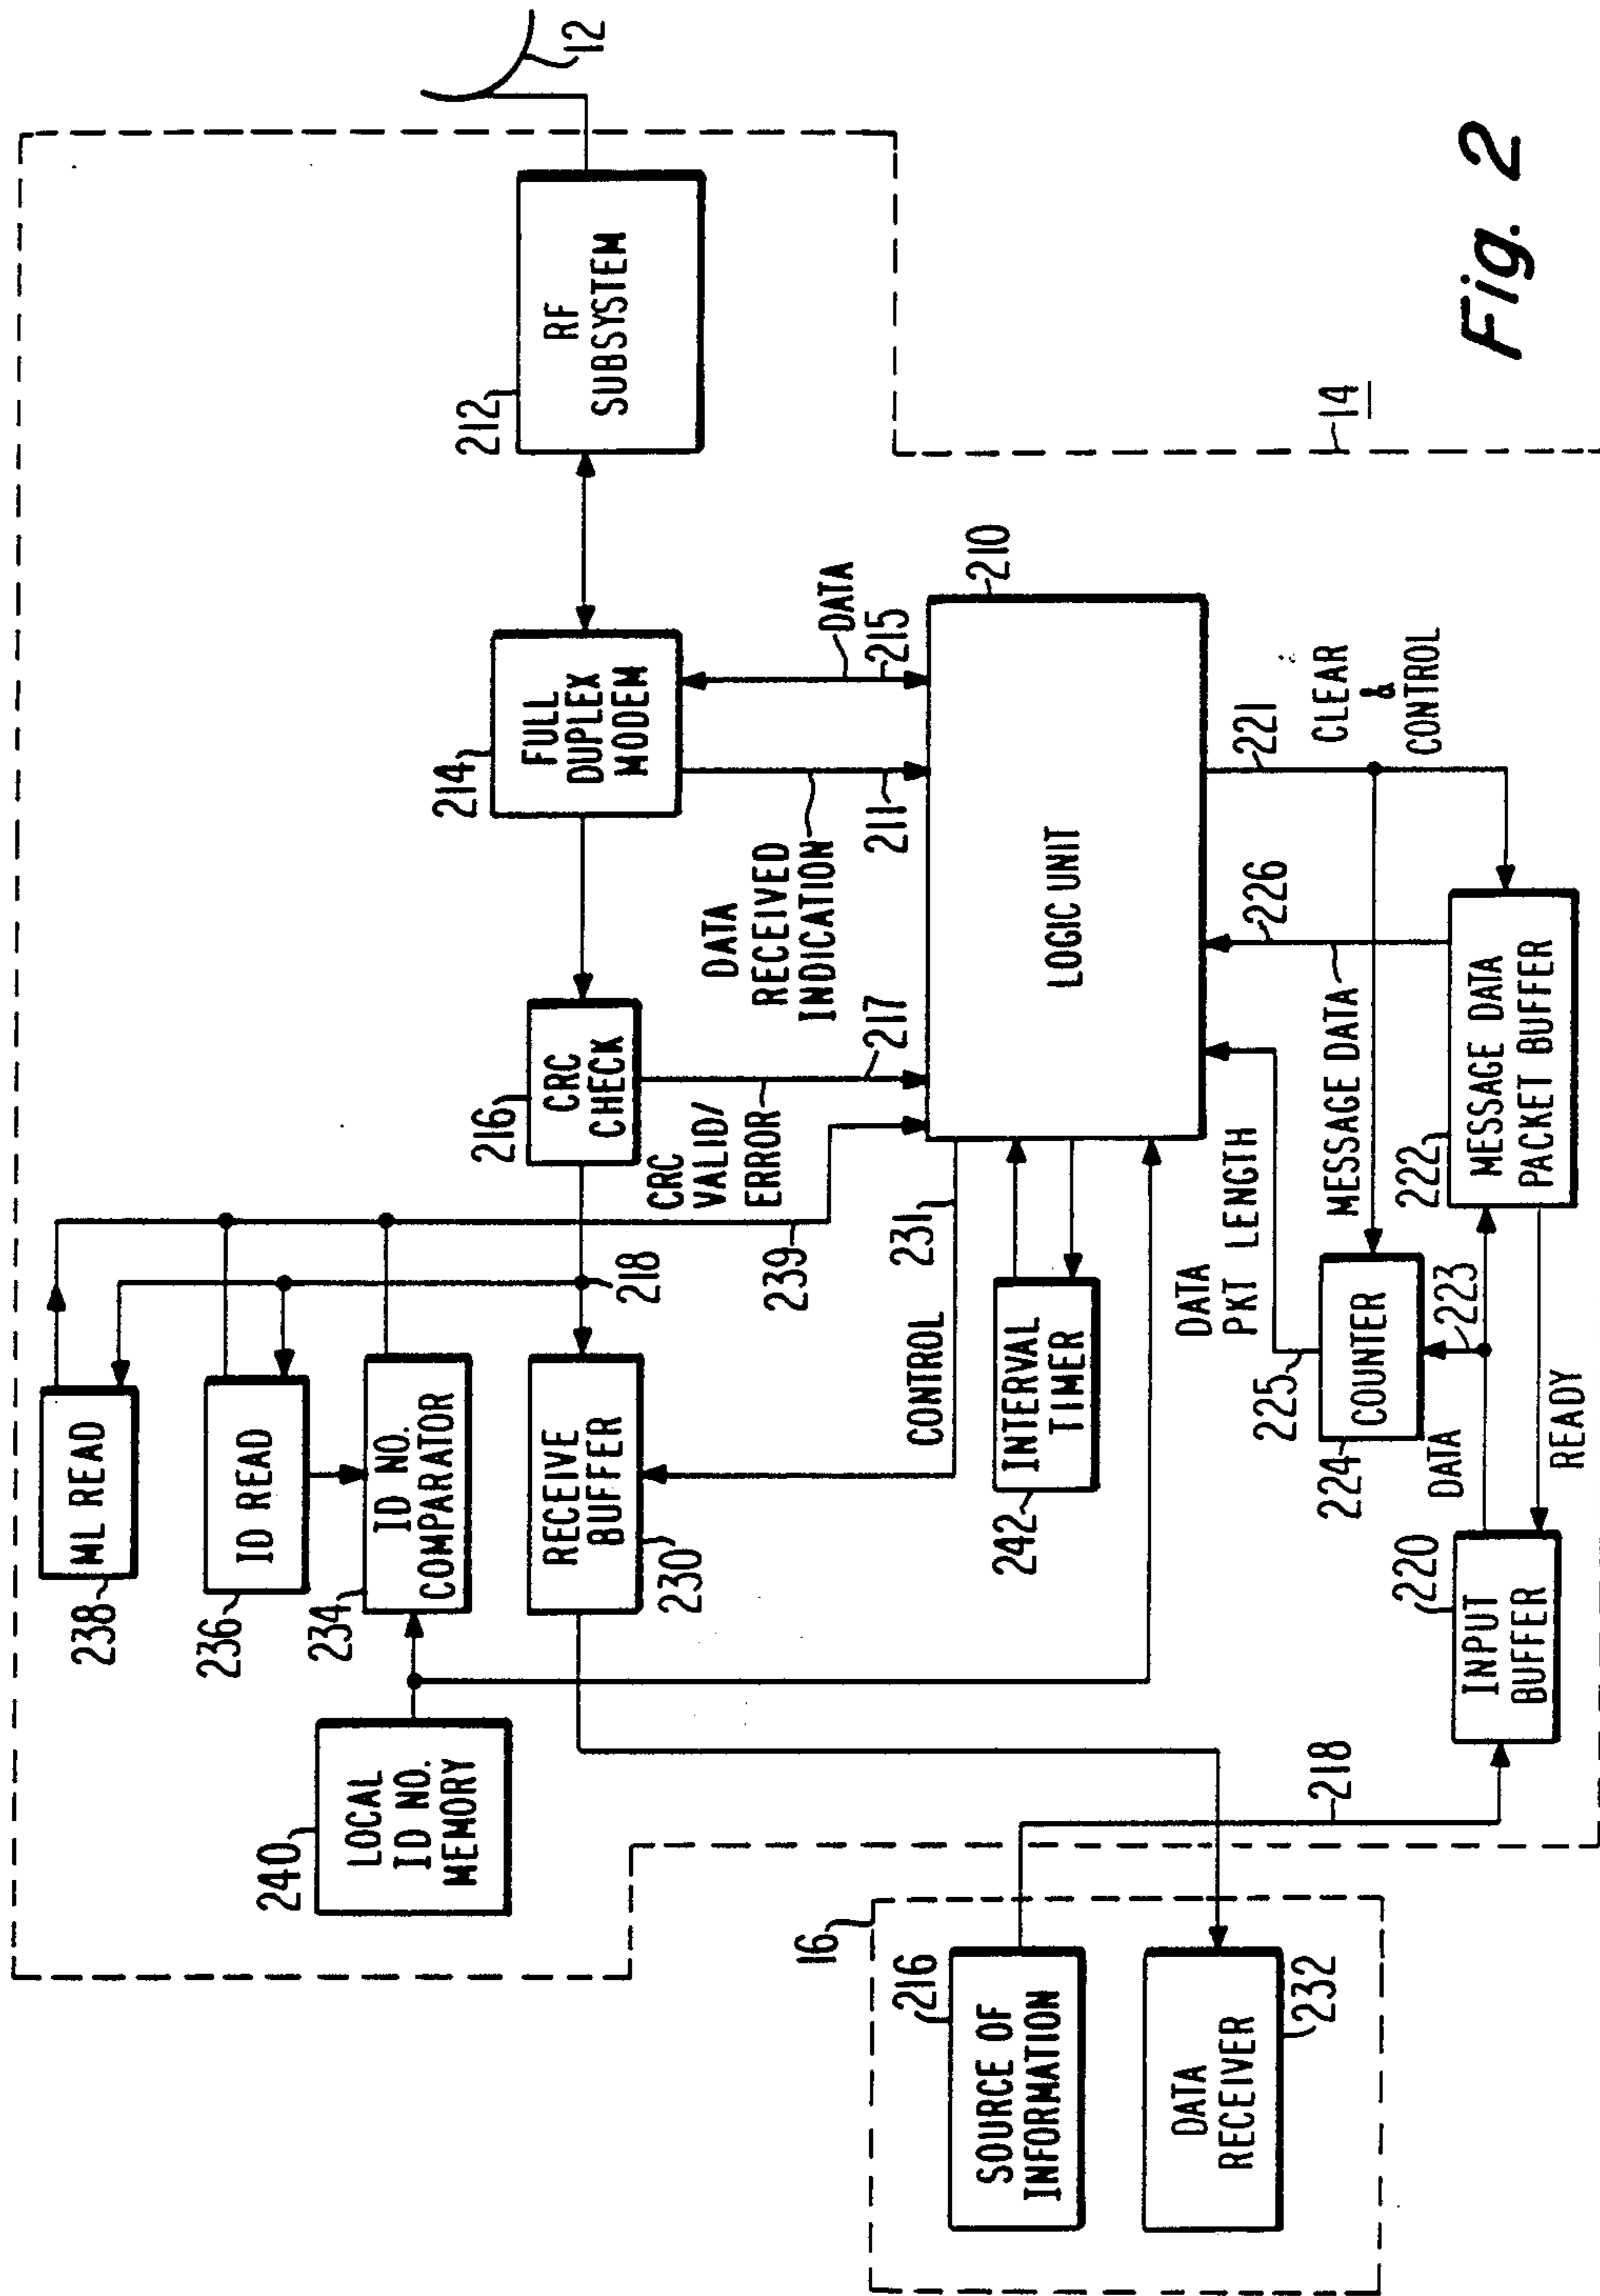 12
RF
SUBSYSTEM
212
FULL
DUPLEX
MODEM
214
DATA
215
DATA
RECEIVED
INDICATION
211
CRC
CHECK
216
CRC
VALID/
ERROR
217
ML READ
238
ID READ
236
ID NO.
COMPARATOR
234
LOCAL
ID NO.
MEMORY
240
RECEIVE
BUFFER
230
218
239
CONTROL
231
LOGIC UNIT
210
INTERVAL
TIMER
242
221
CLEAR
&
CONTROL
226
MESSAGE DATA
DATA
PKT LENGTH
225
COUNTER
224
223
MESSAGE DATA
PACKET BUFFER
222
DATA
READY
INPUT
BUFFER
220
218
16
SOURCE OF
INFORMATION
216
DATA
RECEIVER
232
14
Fig. 2